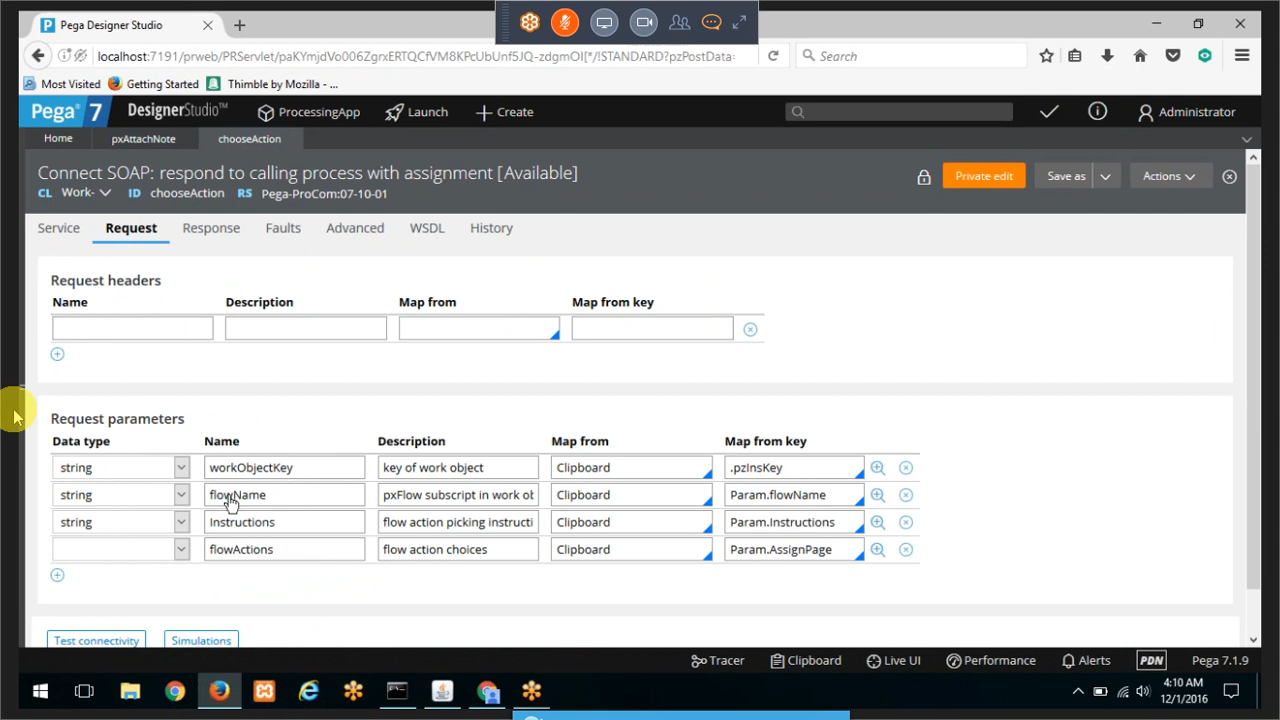 Pega Designer Studio
localhost:7191/prweb/PRServlet/
Search
Most Visited Getting Started Thimble by Mozilla - ...
Pega 7 DesignerStudio™ ProcessingApp Launch Create Administrator
Home pxAttachNote chooseAction
Connect SOAP: respond to calling process with assignment [Available]
CL Work- ID chooseAction RS Pega-ProCom:07-10-01
Private edit Save as Actions
Service Request Response Faults Advanced WSDL History
Request headers
Name Description Map from Map from key
Request parameters
Data type Name Description Map from Map from key
string workObjectKey key of work object Clipboard .pzInsKey
string flowName pxFlow subscript in work ob Clipboard Param.flowName
string Instructions flow action picking instructi Clipboard Param.Instructions
flowActions flow action choices Clipboard Param.AssignPage
Test connectivity Simulations
Tracer Clipboard Live UI Performance Alerts PDN Pega 7.1.9
4:10 AM
12/1/2016